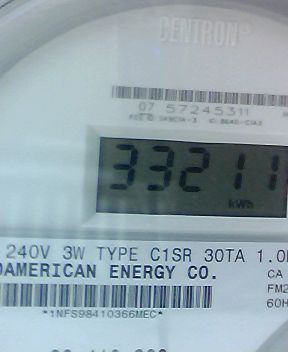 CENTRON®
07 57245311
33211
kWh
240V 3W TYPE C1SR 30TA 1.0
DAMERICAN ENERGY CO.
CA
FM2
60H
*1NFS98410366MEC*